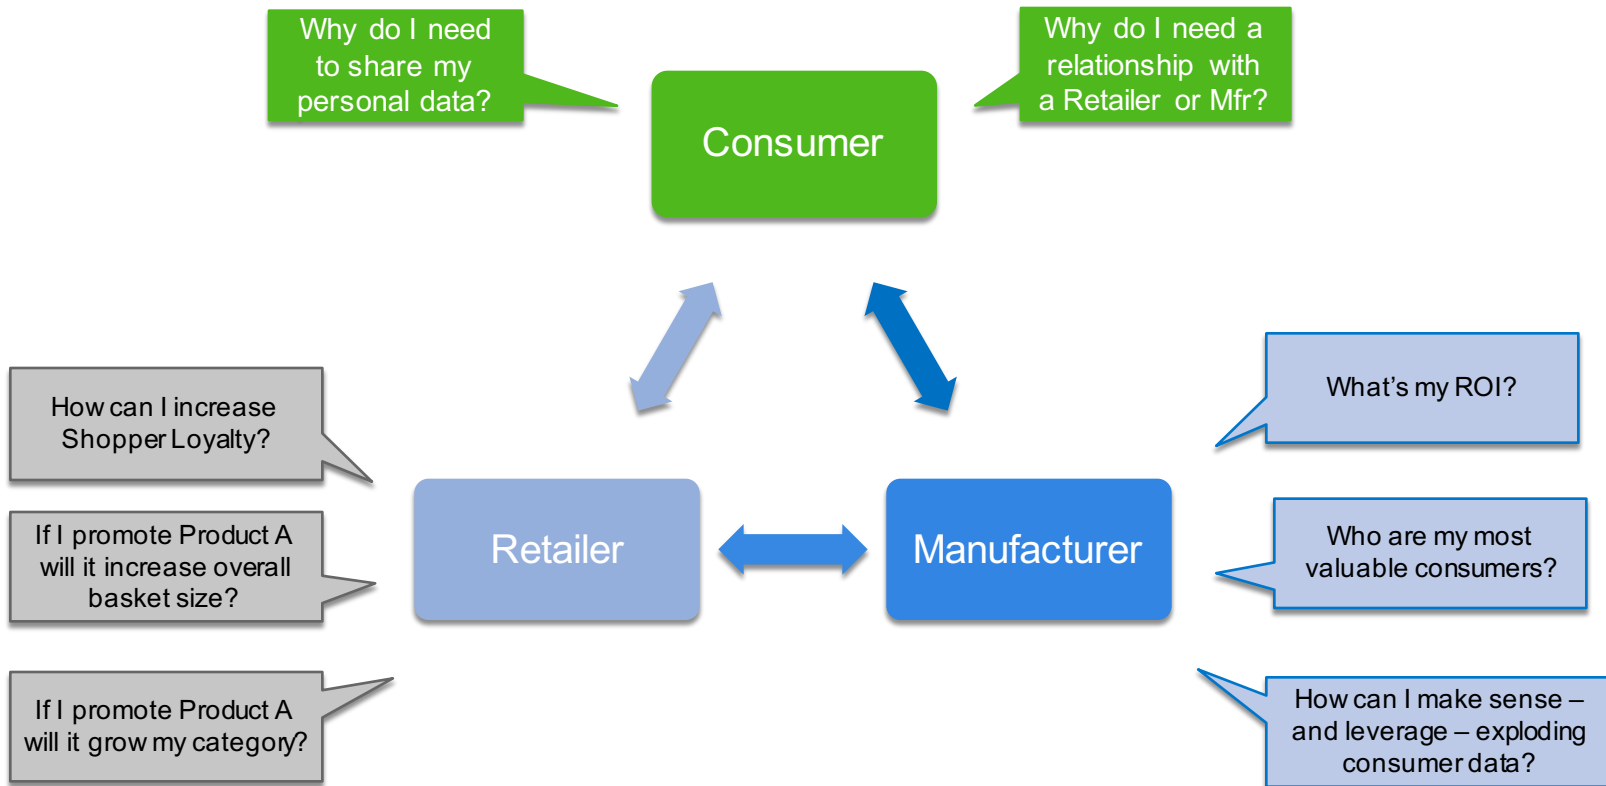 Why do I need
to share my
personal data?
Why do I need a
relationship with
a Retailer or Mfr?
Consumer
How can I increase
Shopper Loyalty?
What's my ROI?
If I promote Product A
will it increase overall
basket size?
Retailer
Manufacturer
Who are my most
valuable consumers?
If I promote Product A
will it grow my category?
How can I make sense –
and leverage – exploding
consumer data?